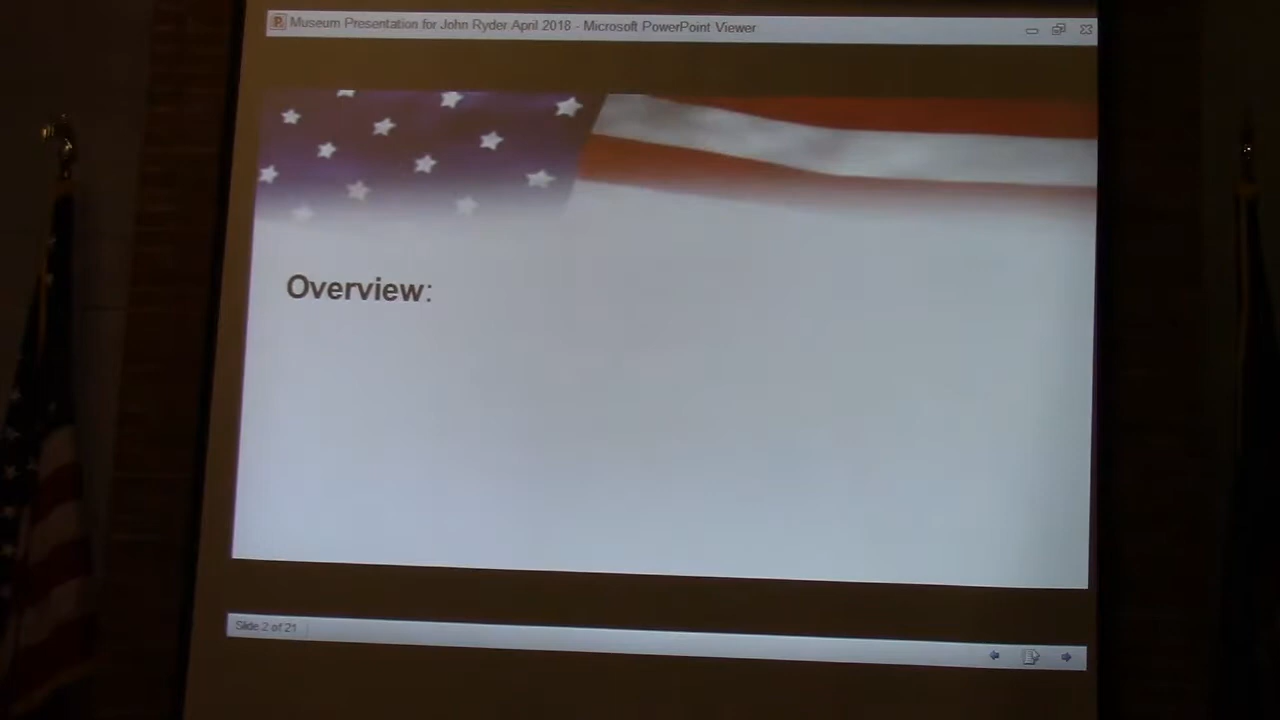 Museum Presentation for John Ryder April 2018 - Microsoft PowerPoint Viewer
Overview:
Slide 2 of 21